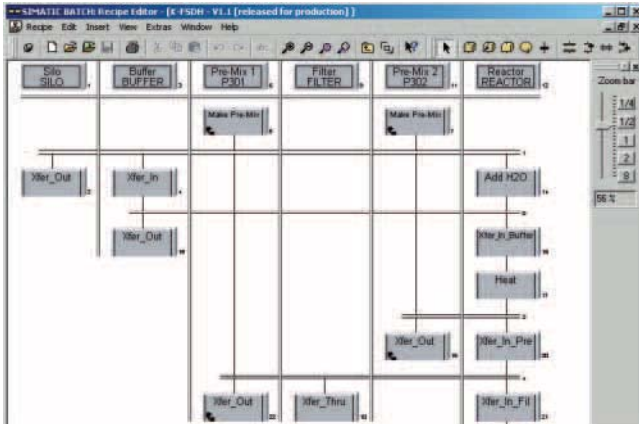 SIMATIC BATCH: Recipe Editor - [K-FSDH - V1.1 (released for production) ]
Recipe Edit Insert View Extras Window Help
Silo
SILO
Buffer
BUFFER
Pre-Mix 1
P301
Filter
FILTER
Pre-Mix 2
P302
Reactor
REACTOR
Zoom bar
1/4
1/2
1
2
8
56 %
Make Pre-Mix
Make Pre-Mix
Xfer_Out
Xfer_In
Add H2O
Xfer_Out
Xfer_In_Buffer
Heat
Xfer_Out
Xfer_In_Pre
Xfer_Out
Xfer_Thru
Xfer_In_Fil